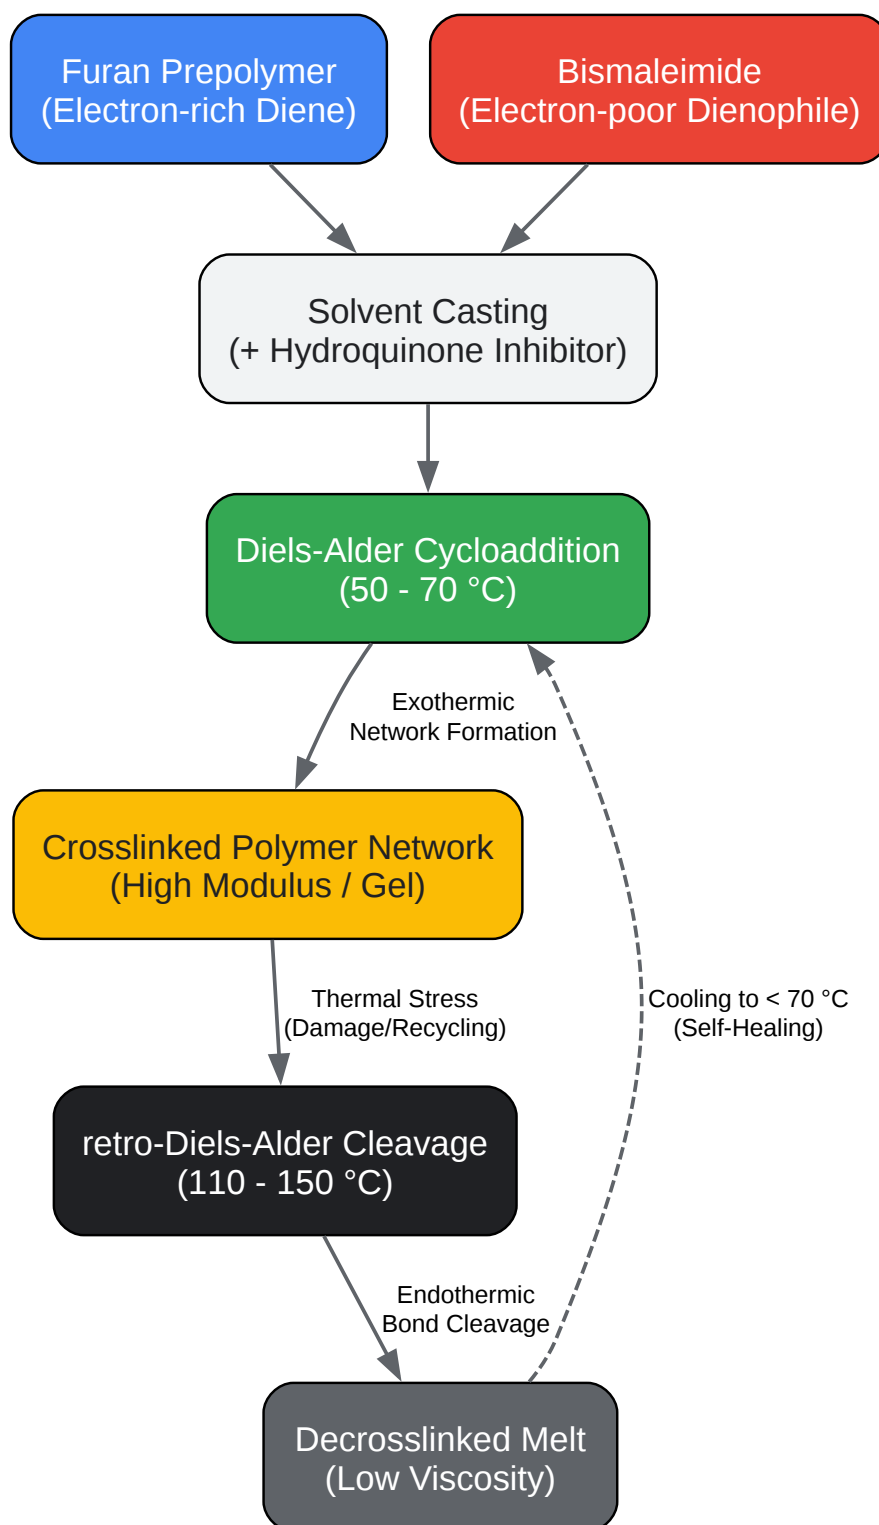 Furan Prepolymer
(Electron-rich Diene)
Bismaleimide
(Electron-poor Dienophile)
Solvent Casting
(+ Hydroquinone Inhibitor)
Diels-Alder Cycloaddition
(50 - 70 °C)
Exothermic
Network Formation
Crosslinked Polymer Network
(High Modulus / Gel)
Thermal Stress
(Damage/Recycling)
Cooling to < 70 °C
(Self-Healing)
retro-Diels-Alder Cleavage
(110 - 150 °C)
Endothermic
Bond Cleavage
Decrosslinked Melt
(Low Viscosity)